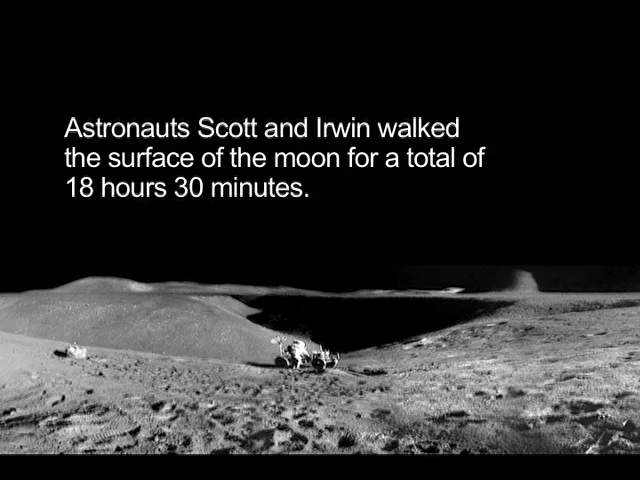 Astronauts Scott and Irwin walked
the surface of the moon for a total of
18 hours 30 minutes.